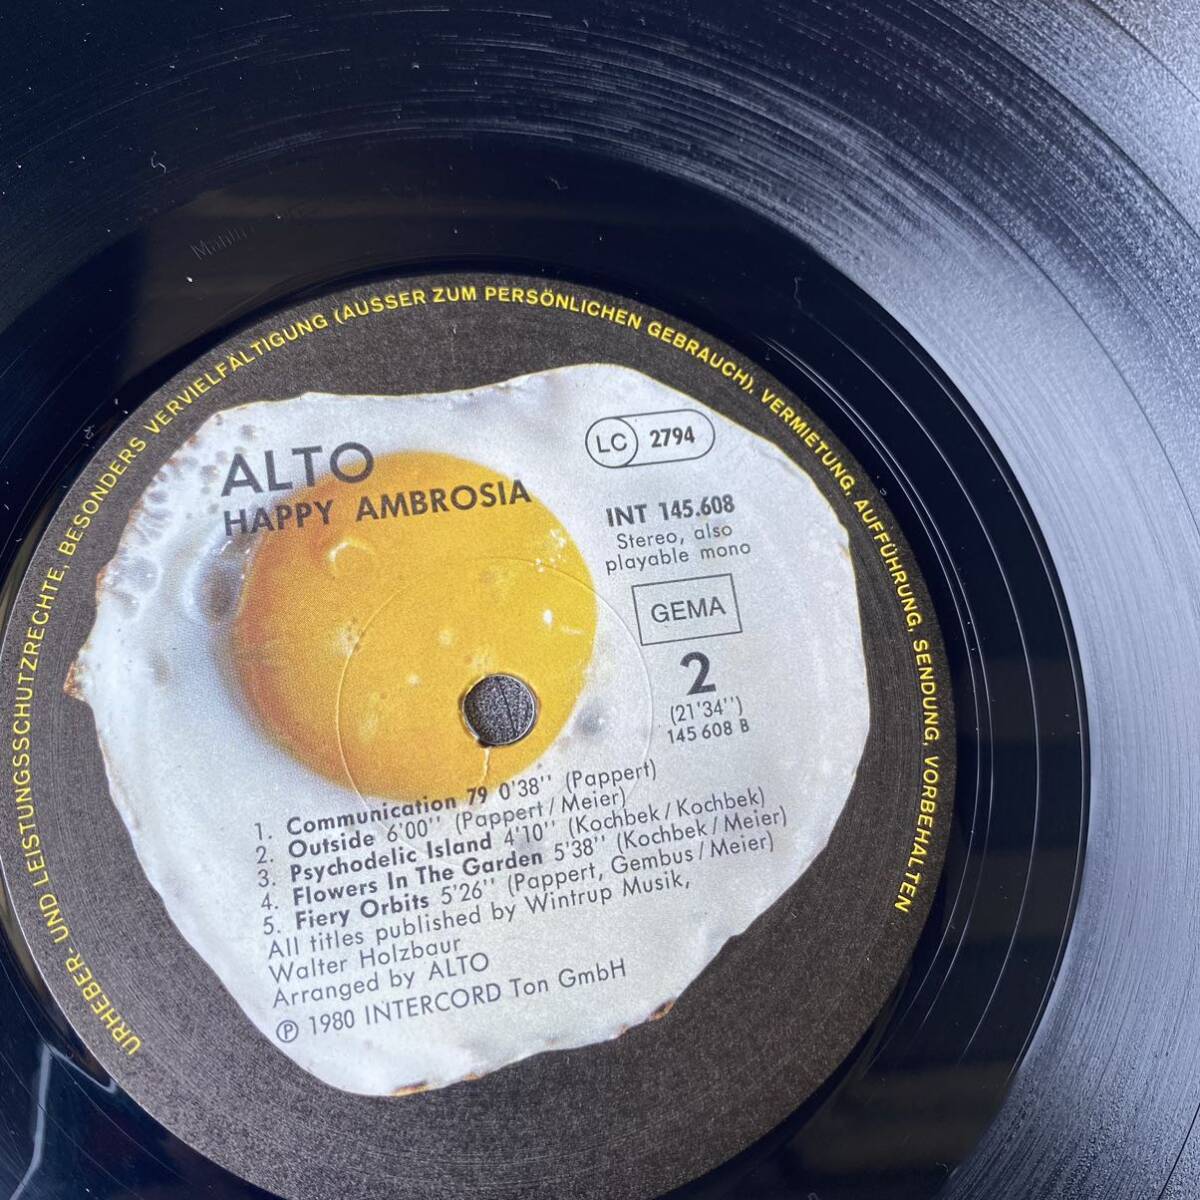 URHEBER- UND LEISTUNGSSCHUTZRECHTE, BESONDERS VERVIELFÄLTIGUNG (AUSSER ZUM PERSÖNLICHEN GEBRAUCH), VERMIETUNG, AUFFÜHRUNG, SENDUNG, VORBEHALTEN
ALTO
HAPPY AMBROSIA
LC 2794
INT 145.608
Stereo, also
playable mono
GEMA
2
(21'34'')
145 608 B
1. Communication 79 0'38'' (Pappert)
2. Outside 6'00'' (Pappert/Meier)
3. Psychodelic Island 4'10'' (Kochbek/Kochbek)
4. Flowers In The Garden 5'38'' (Kochbek/Meier)
5. Fiery Orbits 5'26'' (Pappert, Gembus/Meier)
All titles published by Wintrup Musik,
Walter Holzbaur
Arranged by ALTO
℗ 1980 INTERCORD Ton GmbH